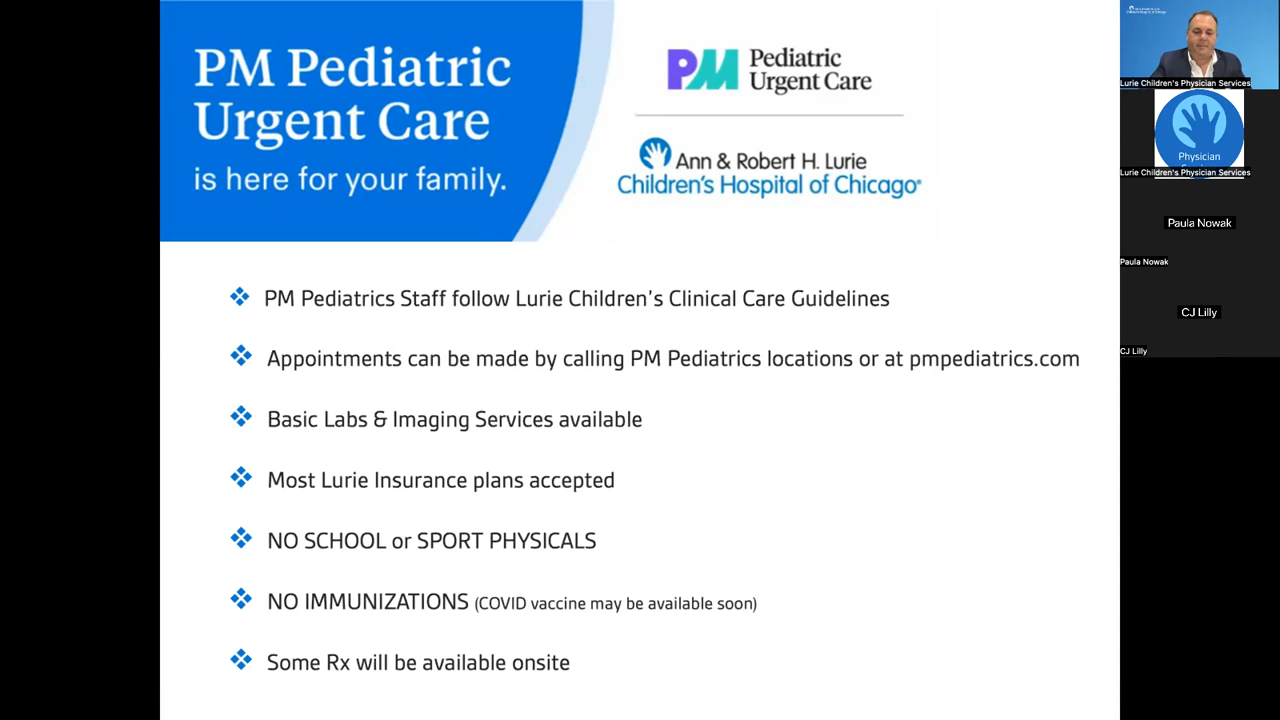 PM Pediatric
Urgent Care
is here for your family.
PM Pediatric
Urgent Care
Ann & Robert H. Lurie
Children's Hospital of Chicago®
❖ PM Pediatrics Staff follow Lurie Children's Clinical Care Guidelines
❖ Appointments can be made by calling PM Pediatrics locations or at pmpediatrics.com
❖ Basic Labs & Imaging Services available
❖ Most Lurie Insurance plans accepted
❖ NO SCHOOL or SPORT PHYSICALS
❖ NO IMMUNIZATIONS (COVID vaccine may be available soon)
❖ Some Rx will be available onsite
Children's Hospital of Chicago
Lurie Children's Physician Services
Physician
Lurie Children's Physician Services
Paula Nowak
Paula Nowak
CJ Lilly
CJ Lilly